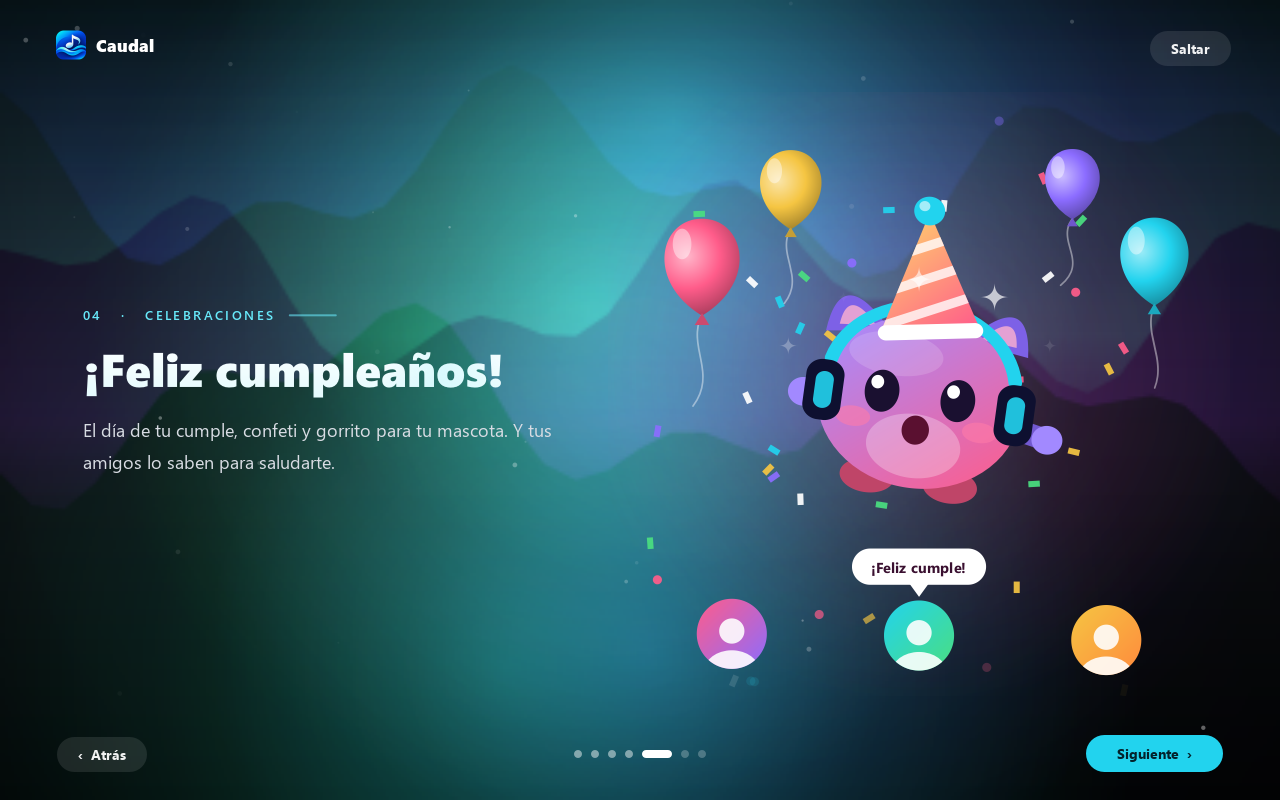 Caudal
Saltar
04 · CELEBRACIONES
¡Feliz cumpleaños!
El día de tu cumple, confeti y gorrito para tu mascota. Y tus
amigos lo saben para saludarte.
¡Feliz cumple!
‹ Atrás
Siguiente ›